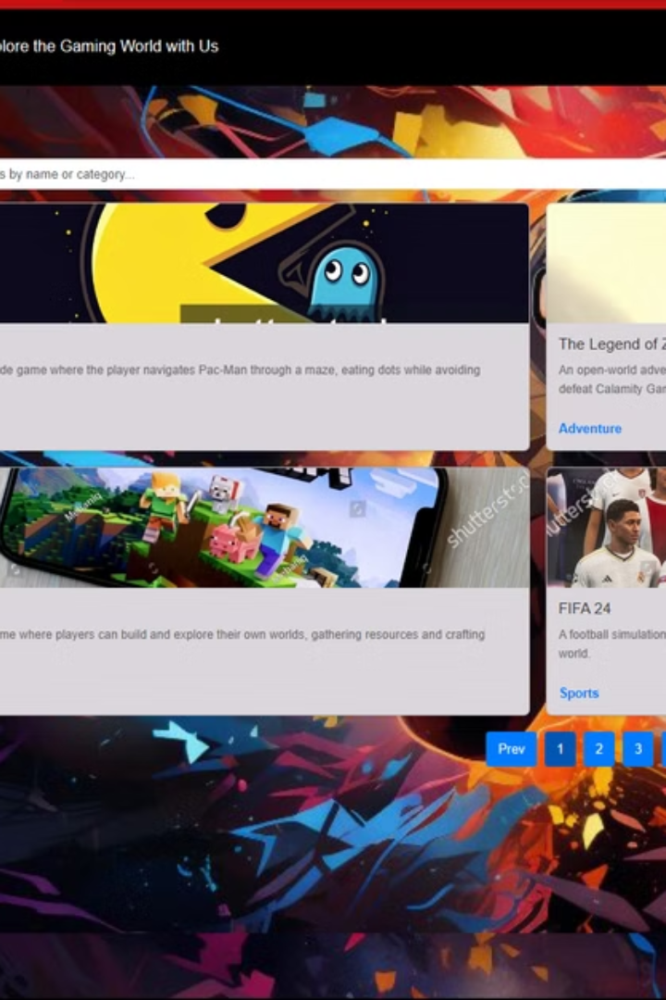 plore the Gaming World with Us
s by name or category...
de game where the player navigates Pac-Man through a maze, eating dots while avoiding
The Legend of Z
An open-world adve
defeat Calamity Gan
Adventure
shutterstock
shutterst
me where players can build and explore their own worlds, gathering resources and crafting
FIFA 24
A football simulation
world.
Sports
Prev
1
2
3